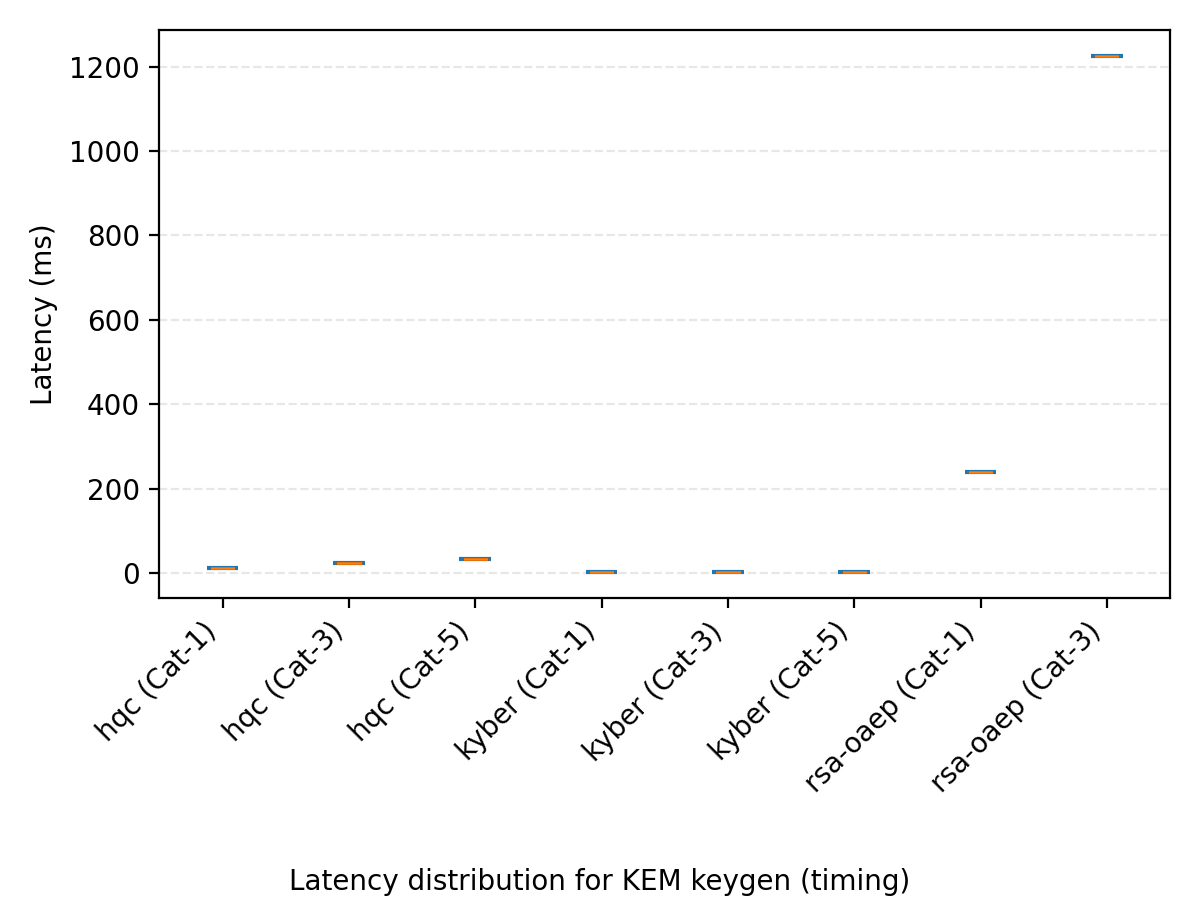 1200
1000
800
600
400
200
0
Latency (ms)
hqc (Cat-1)
hqc (Cat-3)
hqc (Cat-5)
kyber (Cat-1)
kyber (Cat-3)
kyber (Cat-5)
rsa-oaep (Cat-1)
rsa-oaep (Cat-3)
Latency distribution for KEM keygen (timing)